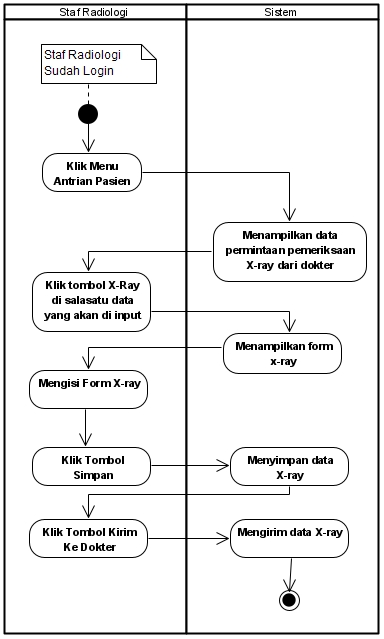 Staf Radiologi
Sistem
Staf Radiologi
Sudah Login
Klik Menu
Antrian Pasien
Menampilkan data
permintaan pemeriksaan
X-ray dari dokter
Klik tombol X-Ray
di salasatu data
yang akan di input
Menampilkan form
x-ray
Mengisi Form X-ray
Klik Tombol
Simpan
Menyimpan data
X-ray
Klik Tombol Kirim
Ke Dokter
Mengirim data X-ray